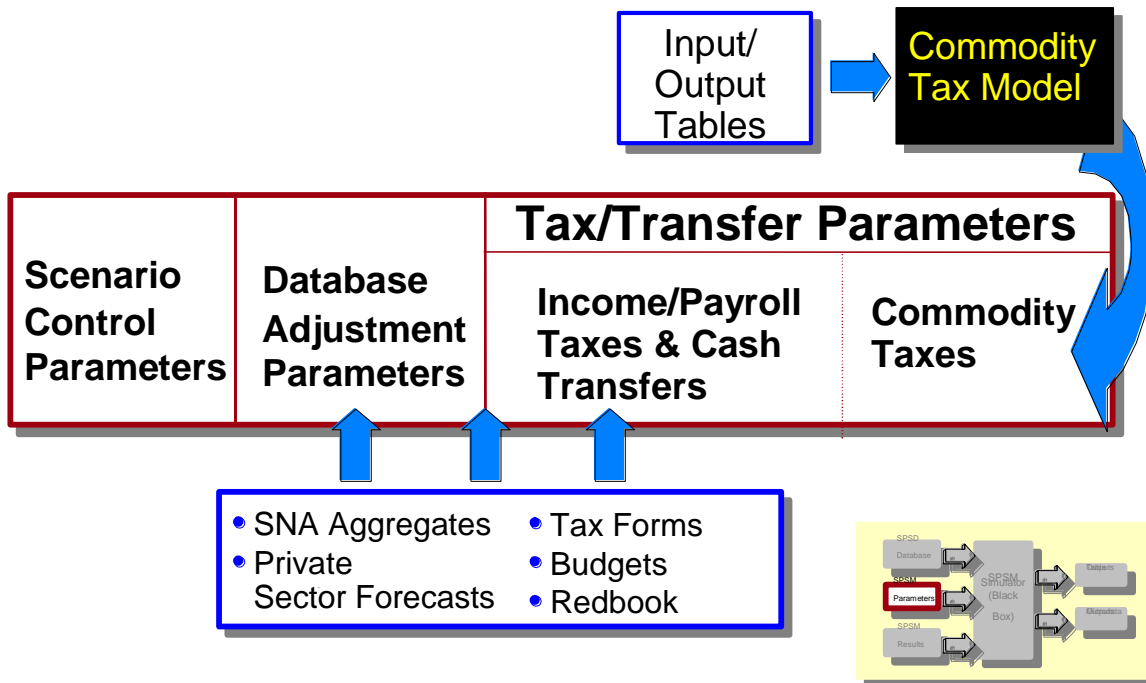 Input/
Output
Tables
Commodity
Tax Model
Tax/Transfer Parameters
Scenario
Control
Parameters
Database
Adjustment
Parameters
Income/Payroll
Taxes & Cash
Transfers
Commodity
Taxes
• SNA Aggregates
• Private
Sector Forecasts
• Tax Forms
• Budgets
• Redbook
SPSD
Database
SPSM
Parameters
SPSM
Results
SPSM
Simulator
(Black
Box)